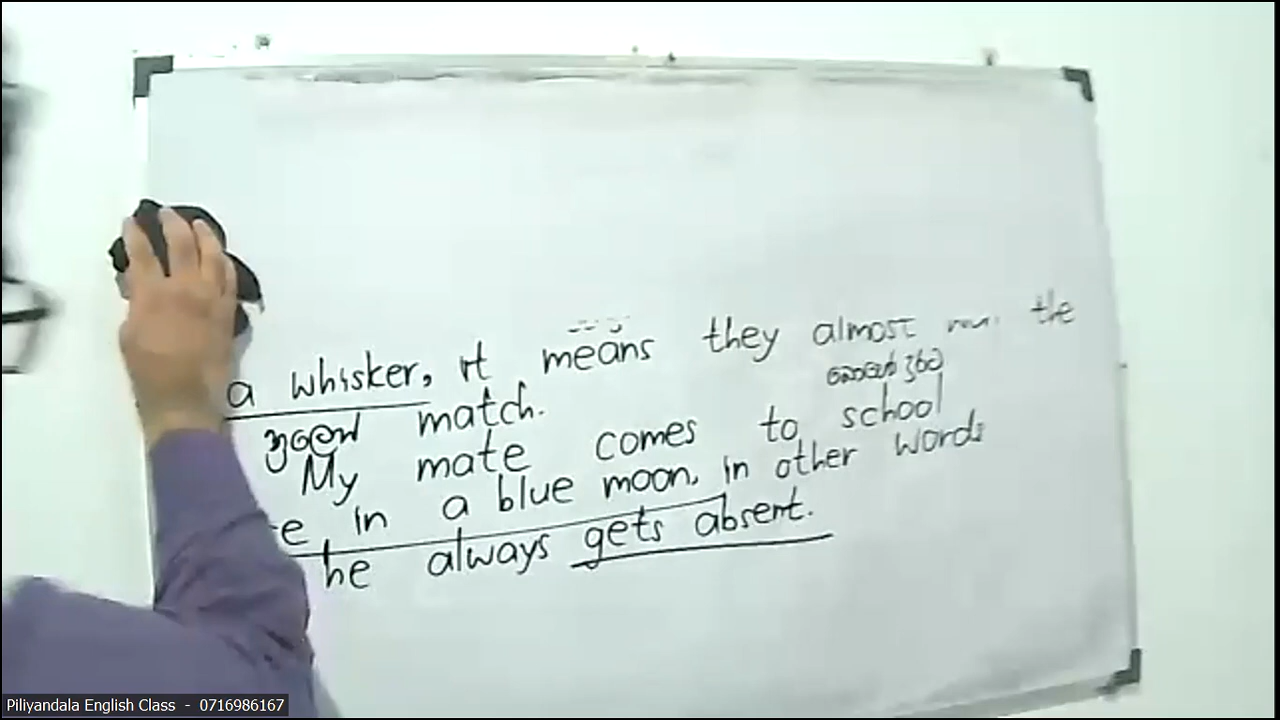 a whisker, it means they almost the
match.
My mate comes to school
in a blue moon, in other words
he always gets absent.
Piliyandala English Class - 0716986167